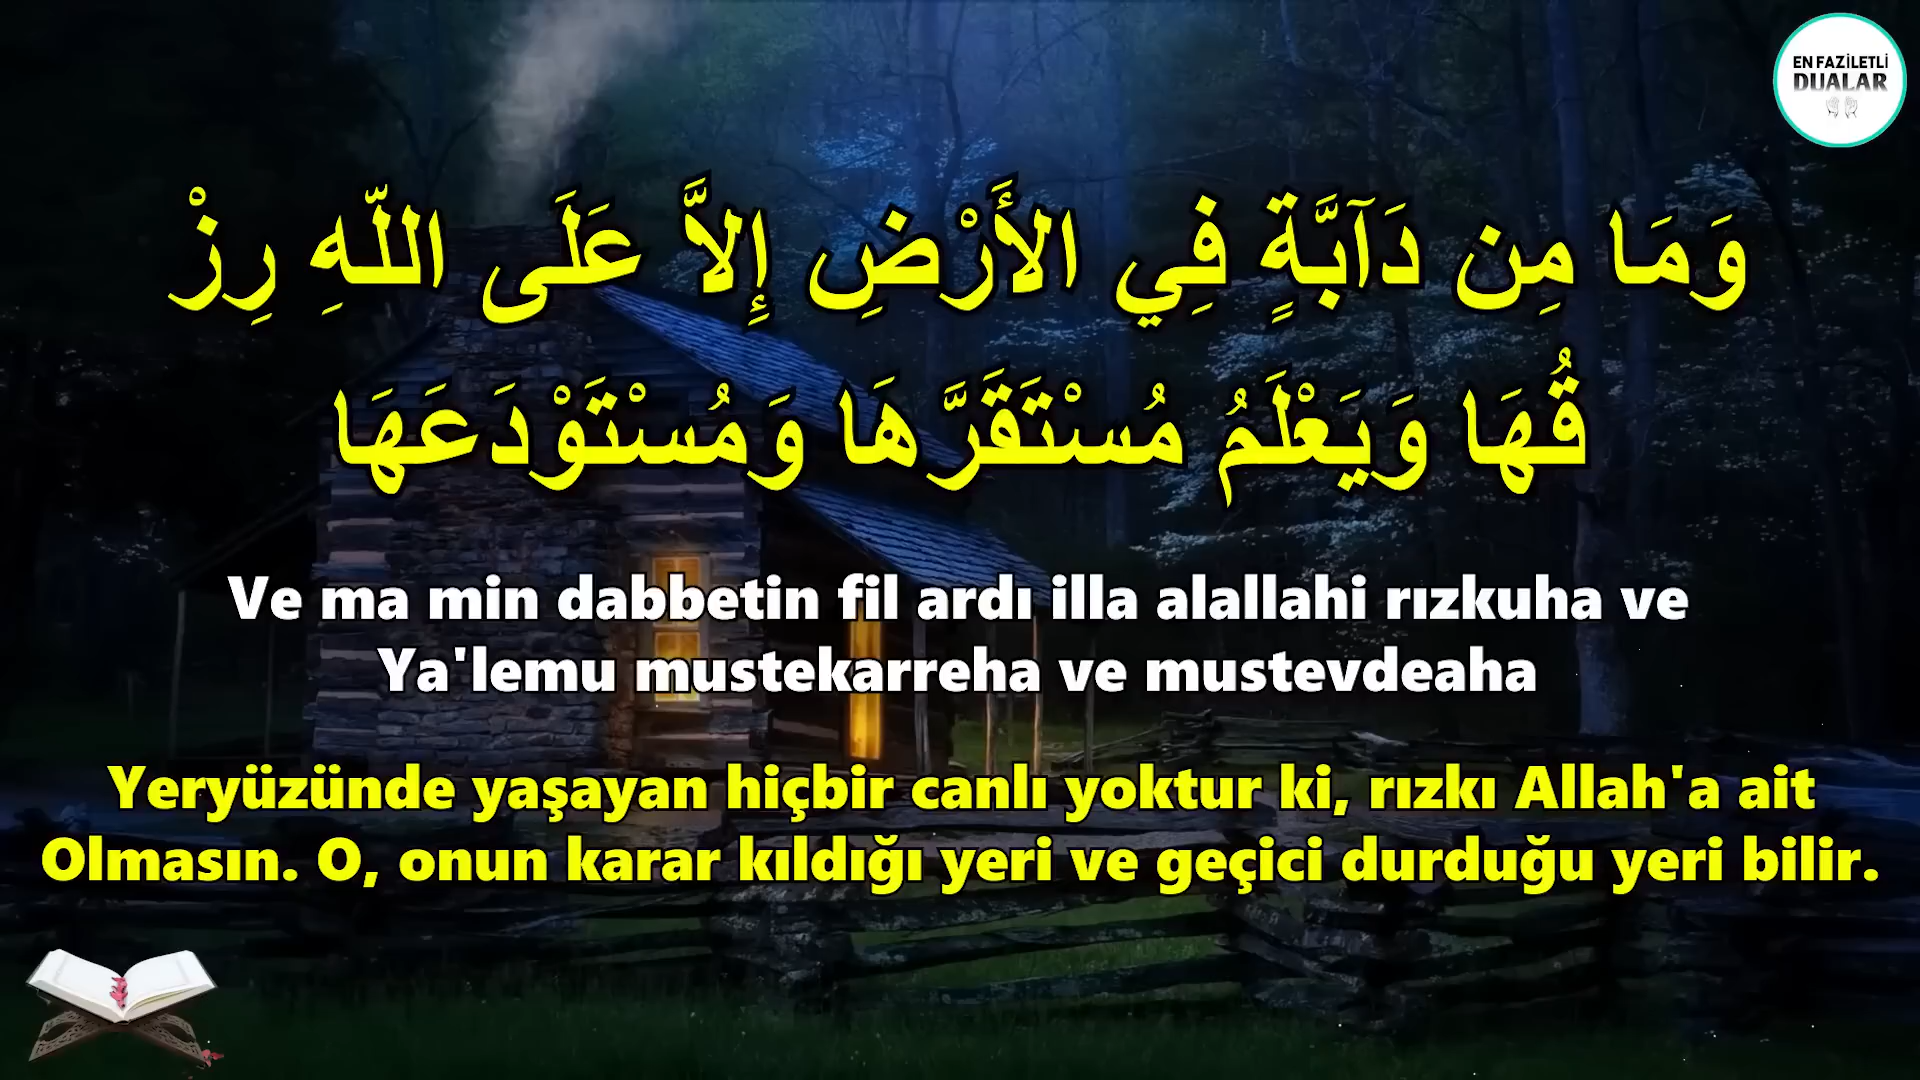 EN FAZİLETLİ
DUALAR
وَمَا مِن دَآبَّةٍ فِي الأَرْضِ إِلاَّ عَلَى اللّهِ رِزْ
قُهَا وَيَعْلَمُ مُسْتَقَرَّهَا وَمُسْتَوْدَعَهَا
Ve ma min dabbetin fil ardı illa alallahi rızkuha ve
Ya'lemu mustekarreha ve mustevdeaha
Yeryüzünde yaşayan hiçbir canlı yoktur ki, rızkı Allah'a ait
Olmasın. O, onun karar kıldığı yeri ve geçici durduğu yeri bilir.